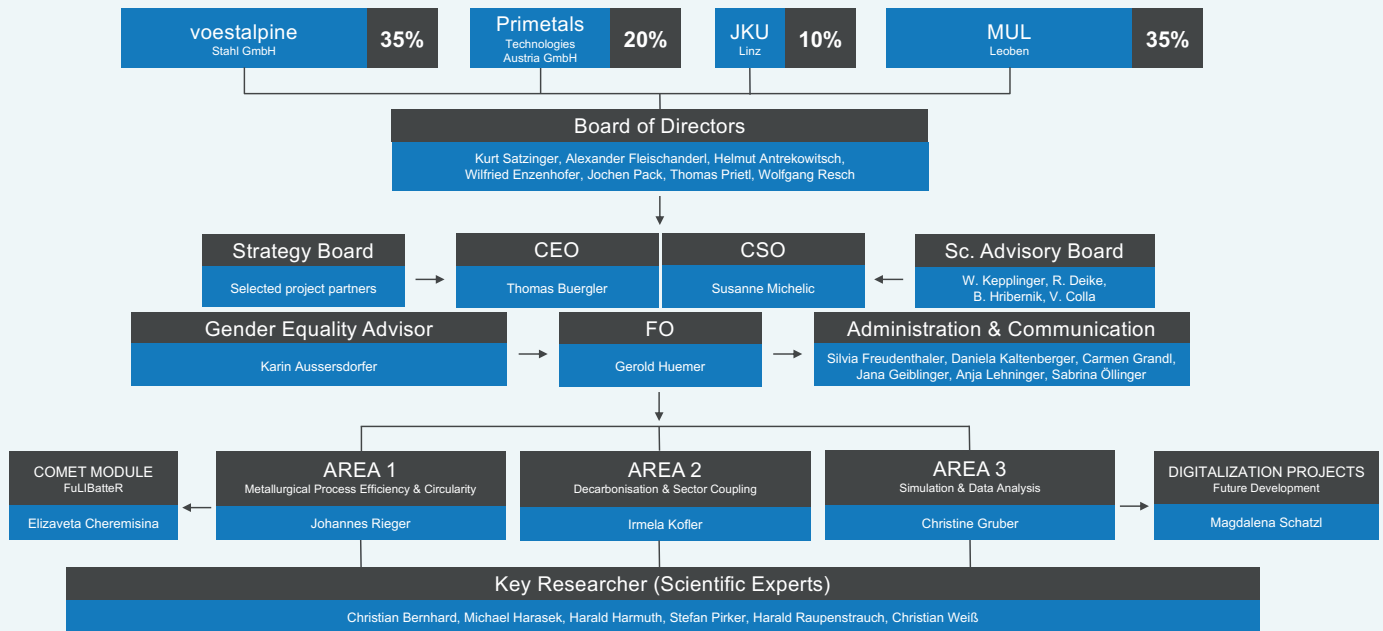 voestalpine
Stahl GmbH
35%
Primetals
Technologies
Austria GmbH
20%
JKU
Linz
10%
MUL
Leoben
35%
Board of Directors
Kurt Satzinger, Alexander Fleischanderl, Helmut Antrekowitsch,
Wilfried Enzenhofer, Jochen Pack, Thomas Prietl, Wolfgang Resch
Strategy Board
Selected project partners
CEO
Thomas Buergler
CSO
Susanne Michelic
Sc. Advisory Board
W. Kepplinger, R. Deike,
B. Hribernik, V. Colla
Gender Equality Advisor
Karin Aussersdorfer
FO
Gerold Huemer
Administration & Communication
Silvia Freudenthaler, Daniela Kaltenberger, Carmen Grandl,
Jana Geiblinger, Anja Lehninger, Sabrina Öllinger
COMET MODULE
FuLIBatteR
Elizaveta Cheremisina
AREA 1
Metallurgical Process Efficiency & Circularity
Johannes Rieger
AREA 2
Decarbonisation & Sector Coupling
Irmela Kofler
AREA 3
Simulation & Data Analysis
Christine Gruber
DIGITALIZATION PROJECTS
Future Development
Magdalena Schatzl
Key Researcher (Scientific Experts)
Christian Bernhard, Michael Harasek, Harald Harmuth, Stefan Pirker, Harald Raupenstrauch, Christian Weiß